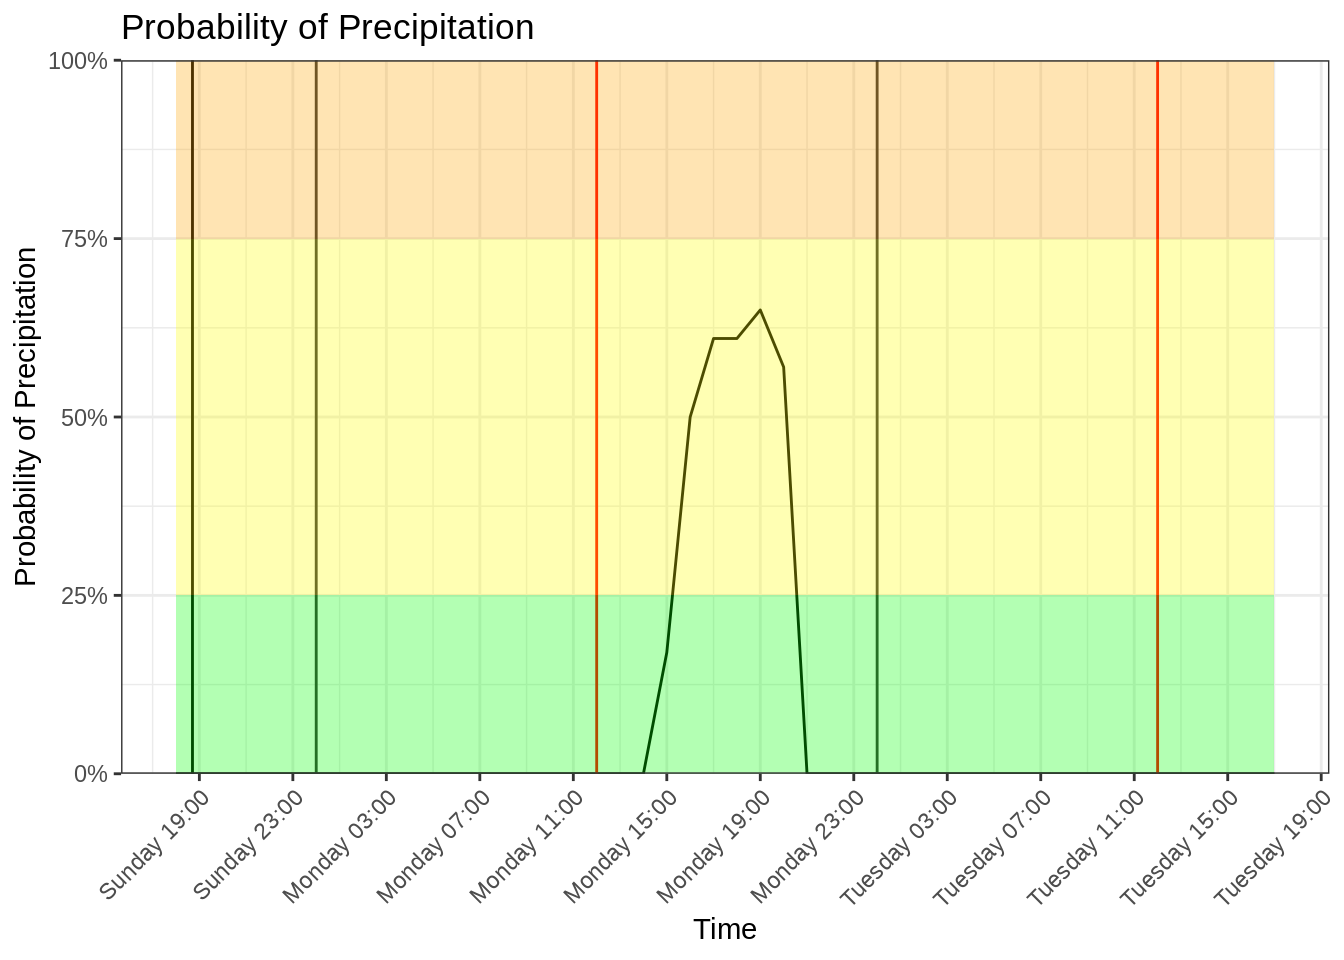 Probability of Precipitation
100%
75%
50%
25%
0%
Probability of Precipitation
Sunday 19:00
Sunday 23:00
Monday 03:00
Monday 07:00
Monday 11:00
Monday 15:00
Monday 19:00
Monday 23:00
Tuesday 03:00
Tuesday 07:00
Tuesday 11:00
Tuesday 15:00
Tuesday 19:00
Time